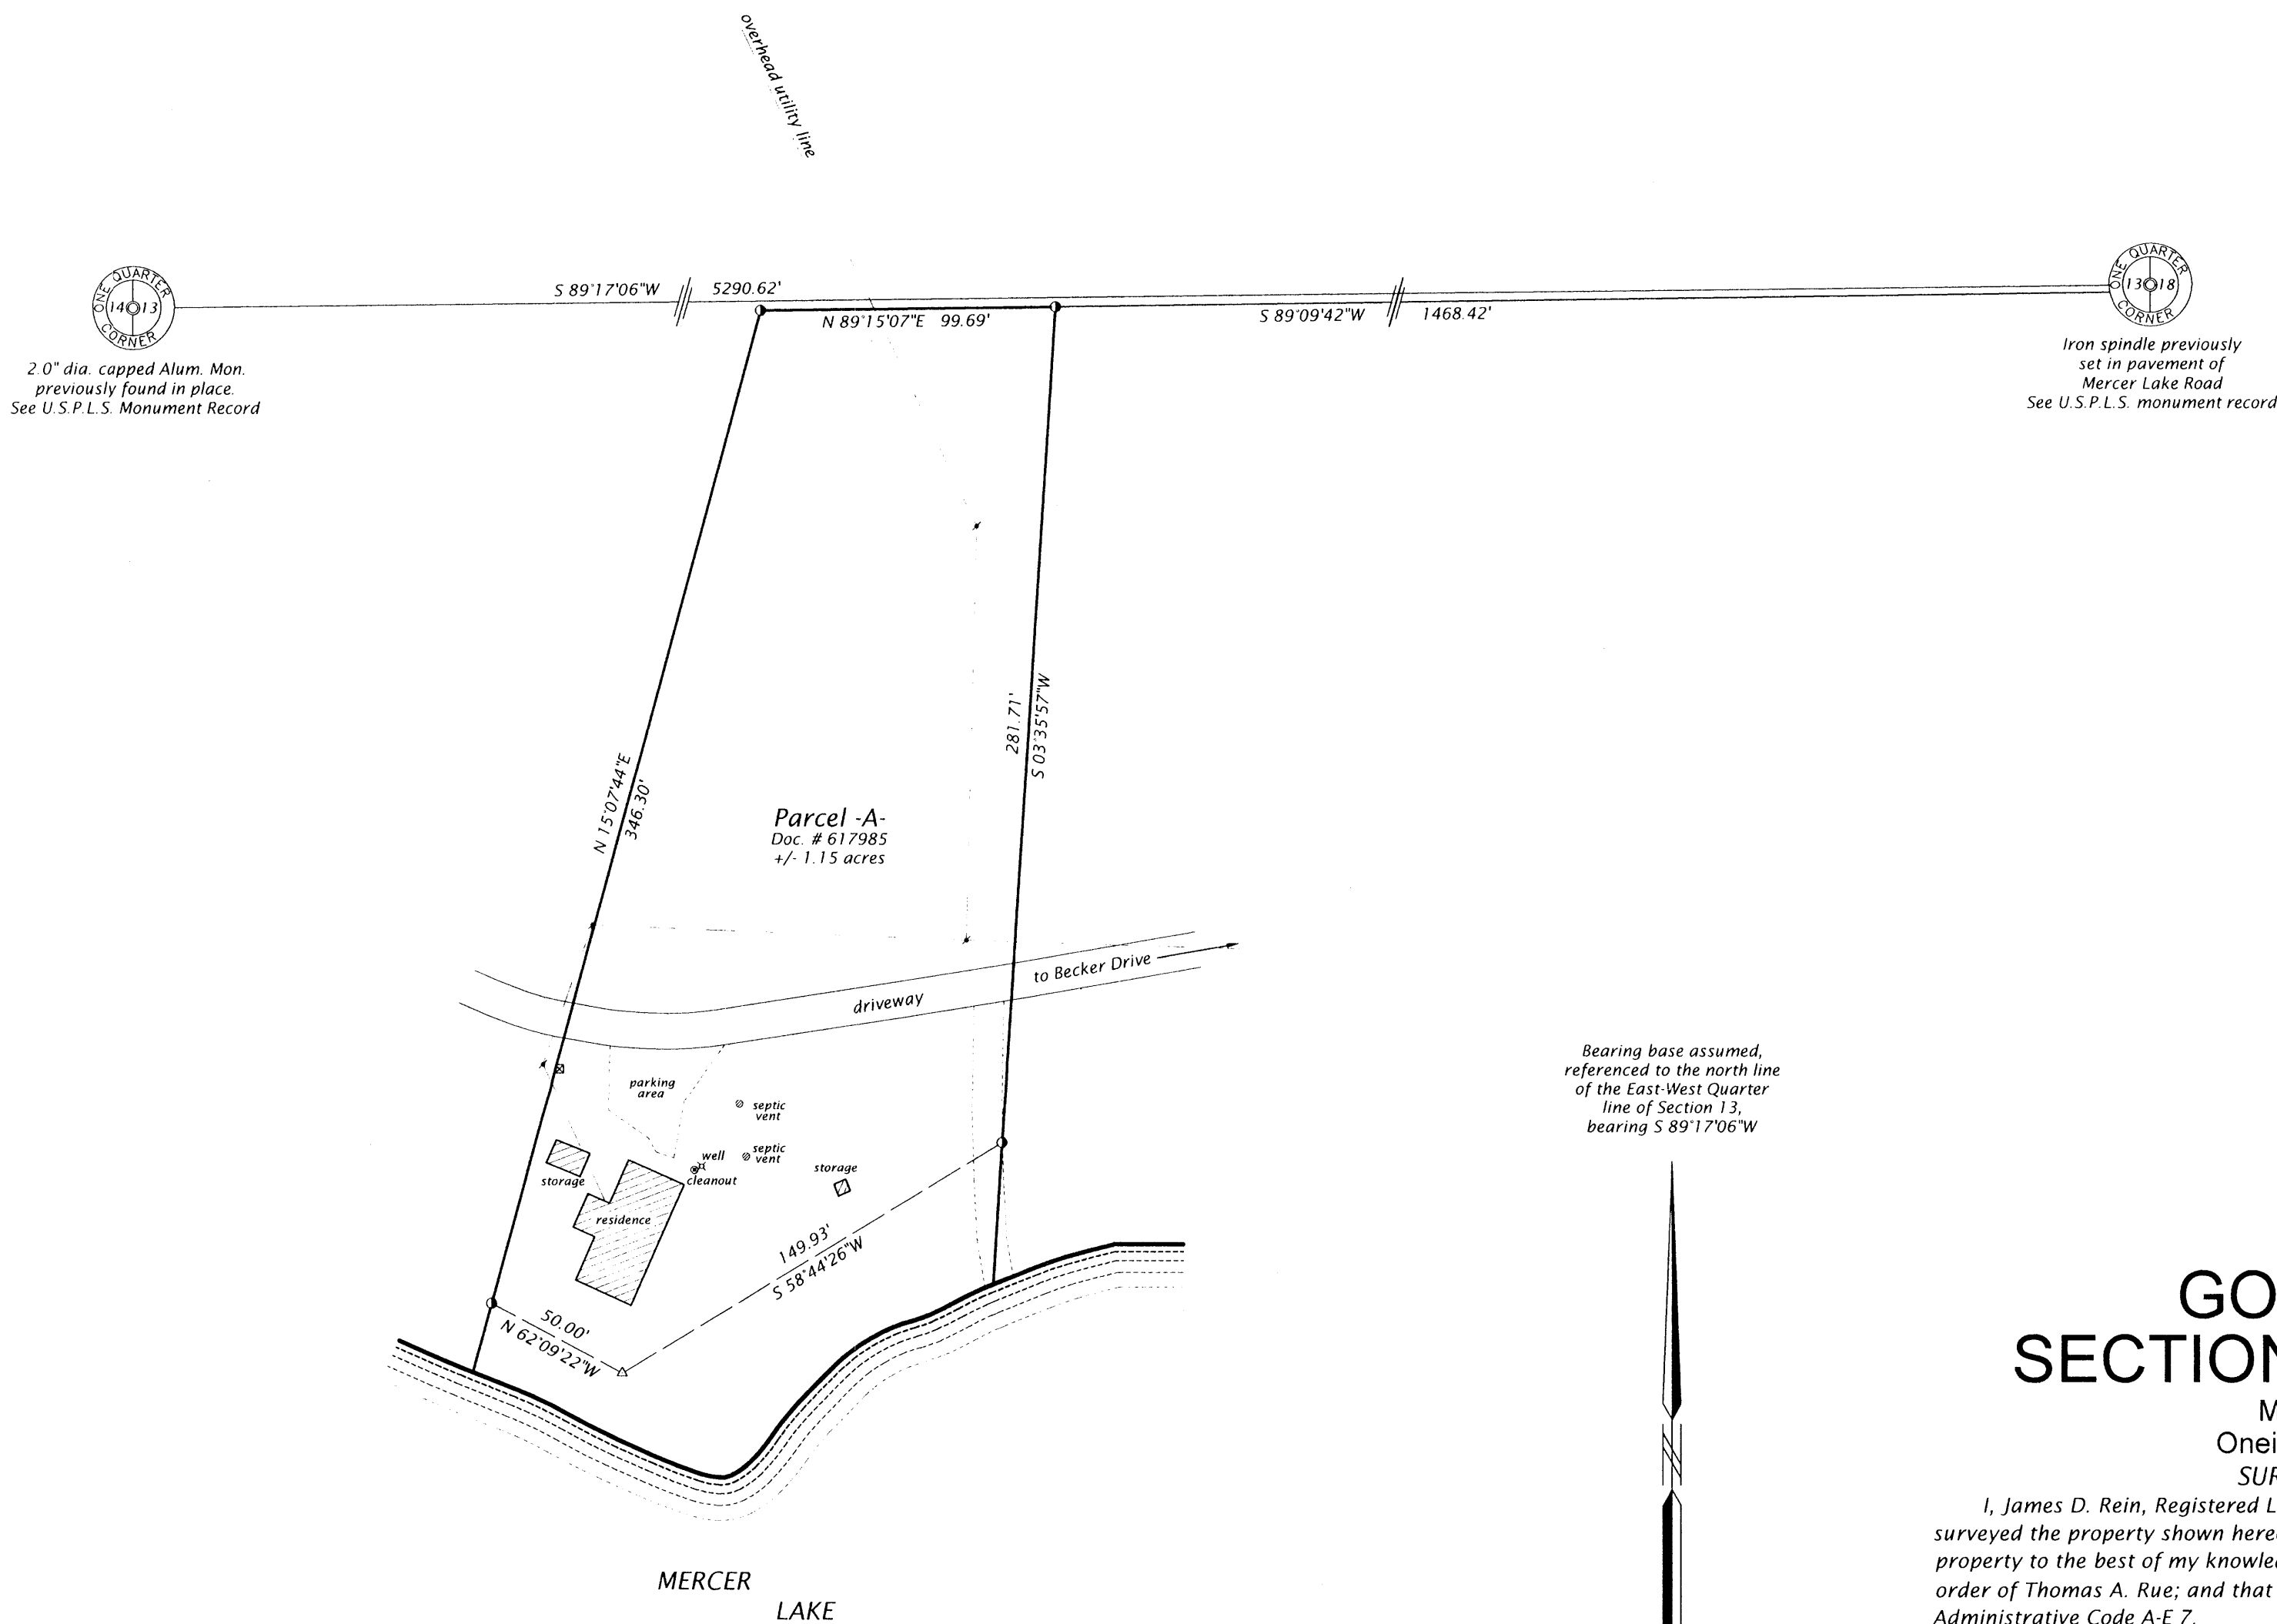 overhead utility line
S 89°17'06"W 5290.62'
N 89°15'07"E 99.69'
S 89°09'42"W 1468.42'
ONE QUARTER
14 13
CORNER
2.0" dia. capped Alum. Mon.
previously found in place.
See U.S.P.L.S. Monument Record
ONE QUARTER
13 18
CORNER
Iron spindle previously
set in pavement of
Mercer Lake Road
See U.S.P.L.S. monument record
281.71'
S 03°35'57"W
N 15°07'44"E
346.30'
Parcel -A-
Doc. # 617985
+/- 1.15 acres
to Becker Drive
driveway
parking
area
septic
vent
septic
vent
well
cleanout
storage
storage
residence
149.93'
S 58°44'26"W
50.00'
N 62°09'22"W
Bearing base assumed,
referenced to the north line
of the East-West Quarter
line of Section 13,
bearing S 89°17'06"W
MERCER
LAKE
GO
SECTION
M
Onei
SUR
I, James D. Rein, Registered L
surveyed the property shown here
property to the best of my knowle
order of Thomas A. Rue; and that
Administrative Code A-E 7.